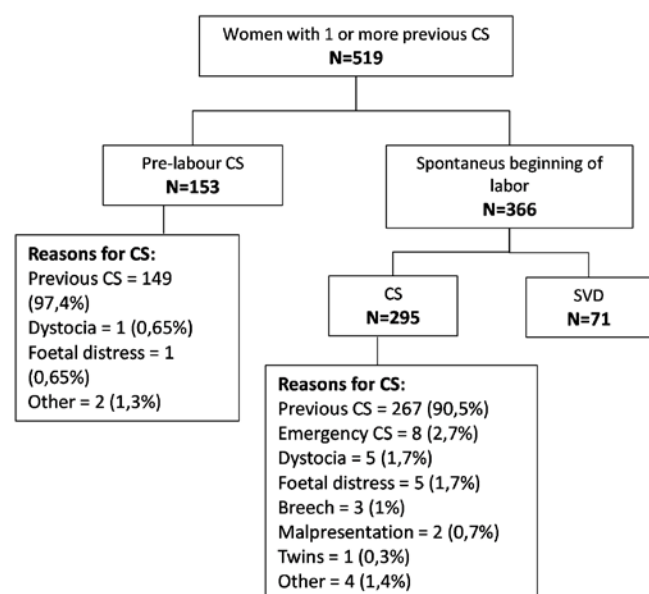 Women with 1 or more previous CS
N=519
Pre-labour CS
N=153
Spontaneus beginning of
labor
N=366
Reasons for CS:
Previous CS = 149
(97,4%)
Dystocia = 1 (0,65%)
Foetal distress = 1
(0,65%)
Other = 2 (1,3%)
CS
N=295
SVD
N=71
Reasons for CS:
Previous CS = 267 (90,5%)
Emergency CS = 8 (2,7%)
Dystocia = 5 (1,7%)
Foetal distress = 5 (1,7%)
Breech = 3 (1%)
Malpresentation = 2 (0,7%)
Twins = 1 (0,3%)
Other = 4 (1,4%)